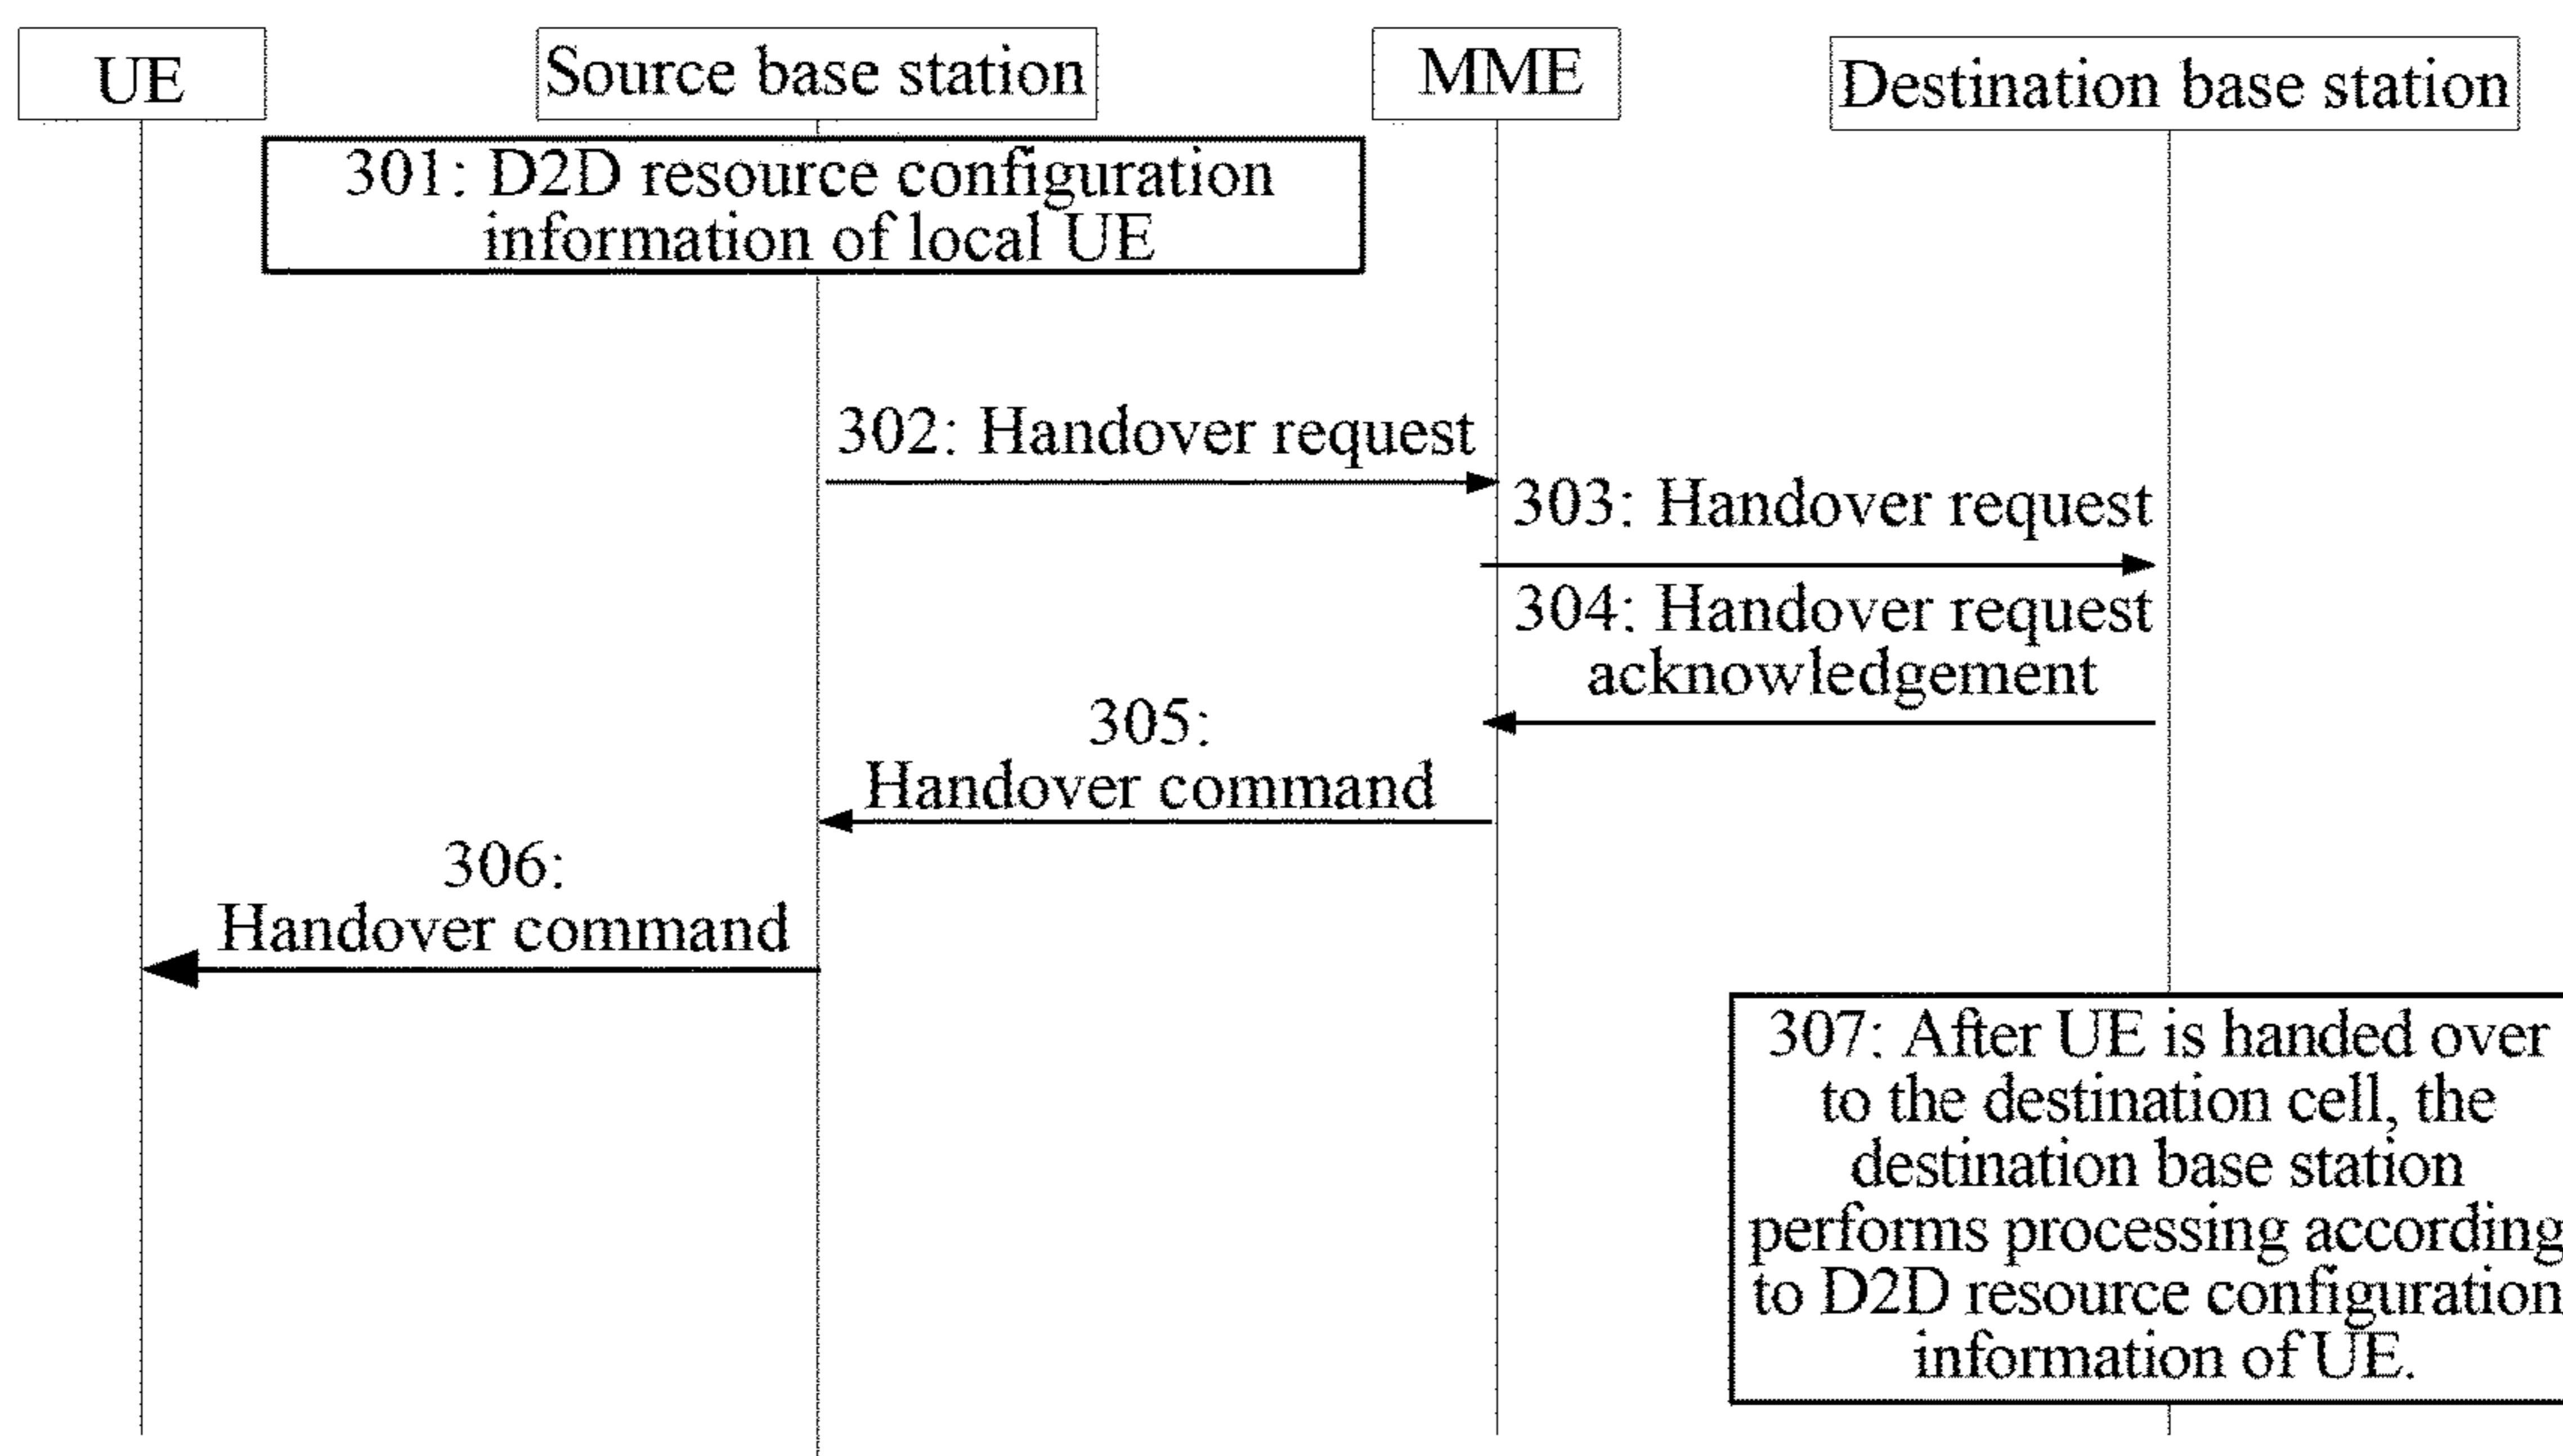 UE
Source base station
MME
Destination base station
301: D2D resource configuration
information of local UE
302: Handover request
303: Handover request
304: Handover request
acknowledgement
305:
Handover command
306:
Handover command
307: After UE is handed over
to the destination cell, the
destination base station
performs processing according
to D2D resource configuration
information of UE.